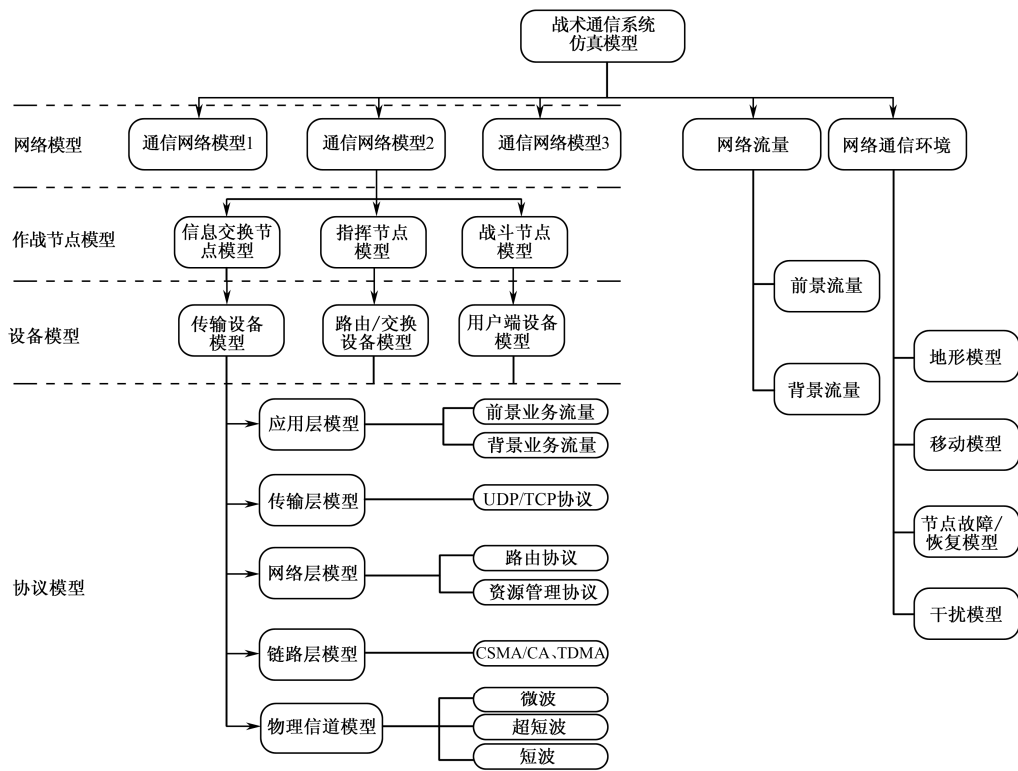 战术通信系统
仿真模型
网络模型
通信网络模型1
通信网络模型2
通信网络模型3
网络流量
网络通信环境
作战节点模型
信息交换节
点模型
指挥节点
模型
战斗节点
模型
前景流量
设备模型
传输设备
模型
路由/交换
设备模型
用户端设备
模型
地形模型
背景流量
应用层模型
前景业务流量
背景业务流量
移动模型
传输层模型
UDP/TCP协议
节点故障/
恢复模型
协议模型
网络层模型
路由协议
资源管理协议
干扰模型
链路层模型
CSMA/CA、TDMA
物理信道模型
微波
超短波
短波